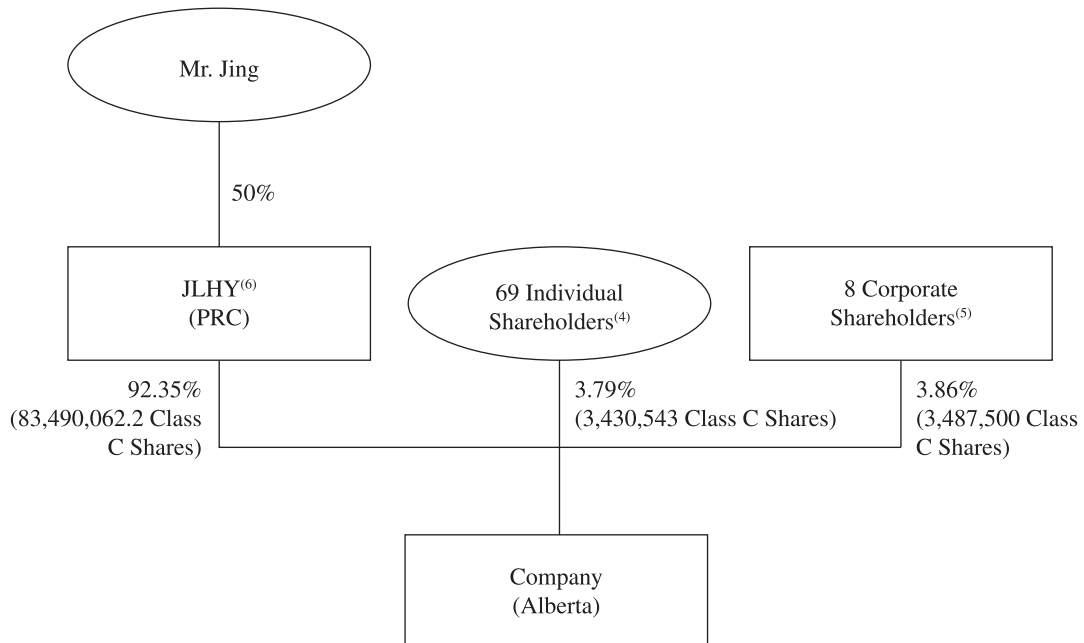 Mr. Jing
50%
JLHY(6)
(PRC)
69 Individual
Shareholders(4)
8 Corporate
Shareholders(5)
92.35%
(83,490,062.2 Class
C Shares)
3.79%
(3,430,543 Class C Shares)
3.86%
(3,487,500 Class
C Shares)
Company
(Alberta)